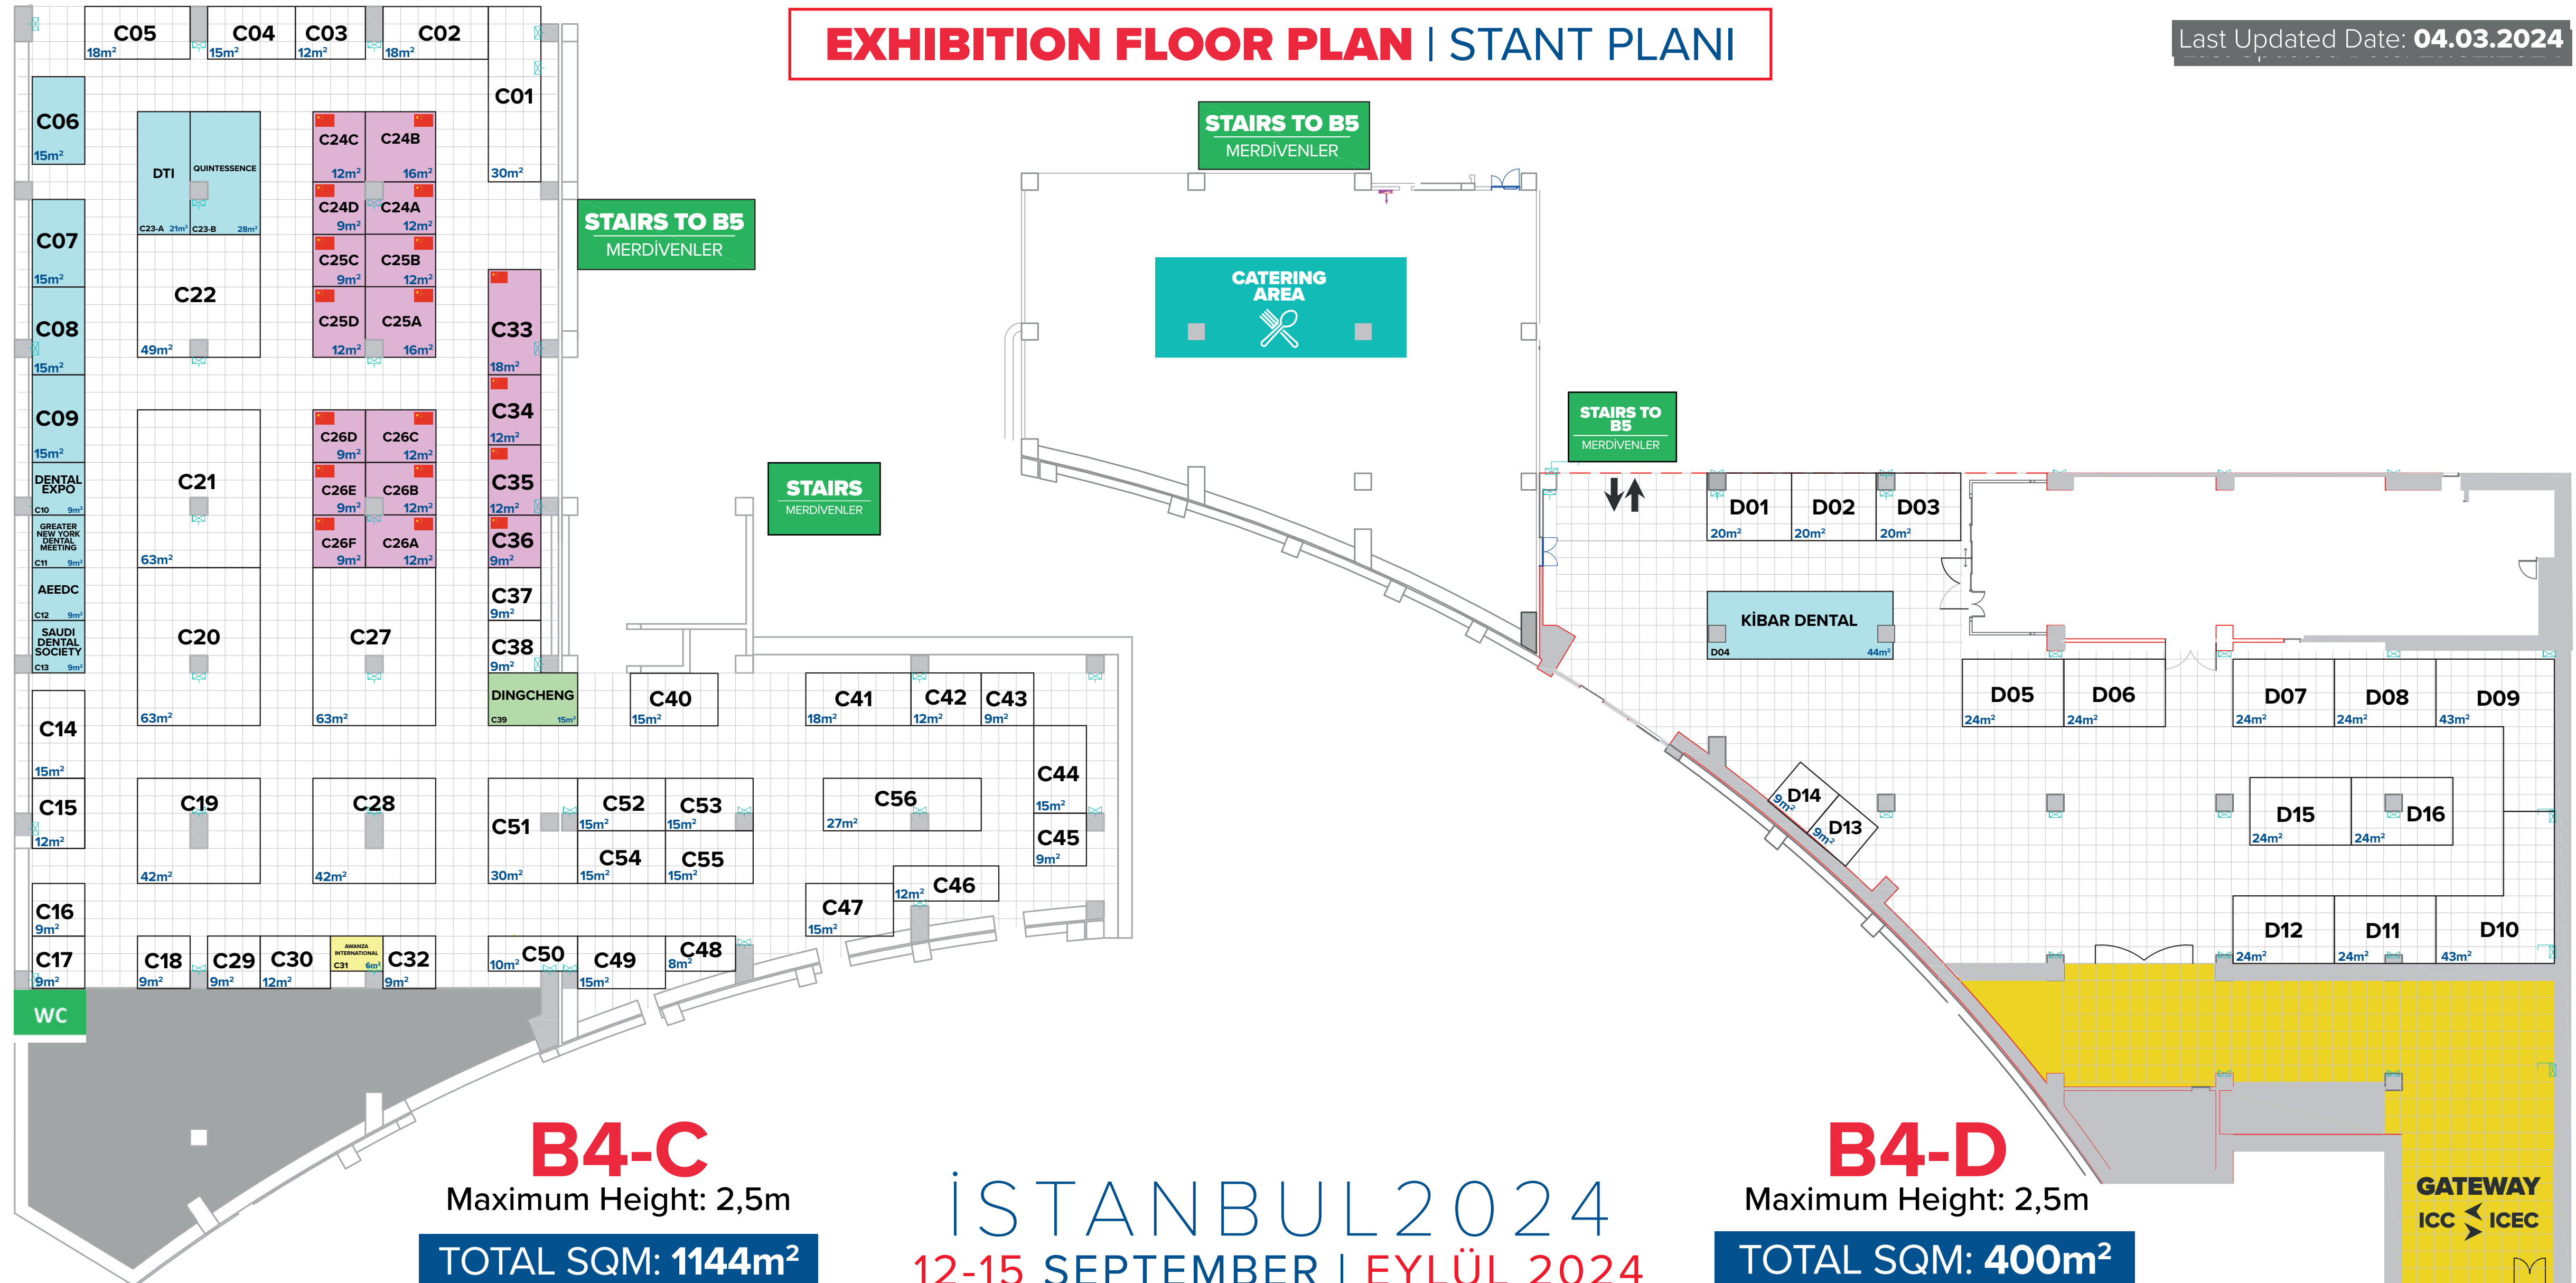 EXHIBITION FLOOR PLAN | STANT PLANI
Last Updated Date: 04.03.2024
C05
18m²
C04
15m²
C03
12m²
C02
18m²
C01
30m²
C06
15m²
DTI
C23-A 21m²
QUINTESSENCE
C23-B 28m²
C24C
12m²
C24B
16m²
C24D
9m²
C24A
12m²
C07
15m²
C22
49m²
C25C
9m²
C25B
12m²
C25D
12m²
C25A
16m²
C08
15m²
C33
18m²
C09
15m²
C34
12m²
C21
63m²
C26D
9m²
C26C
12m²
C26E
9m²
C26B
12m²
C26F
9m²
C26A
12m²
C35
12m²
C36
9m²
DENTAL
EXPO
C10 9m²
GREATER
NEW YORK
DENTAL
MEETING
C11 9m²
AEEDC
C12 9m²
SAUDI
DENTAL
SOCIETY
C13 9m²
C20
63m²
C27
63m²
C37
9m²
C38
9m²
DINGCHENG
C39 15m²
C40
15m²
C41
18m²
C42
12m²
C43
9m²
C14
15m²
C15
12m²
C19
42m²
C28
42m²
C51
30m²
C52
15m²
C53
15m²
C54
15m²
C55
15m²
C56
27m²
C44
15m²
C45
9m²
C46
12m²
C47
15m²
C16
9m²
C17
9m²
C18
9m²
C29
9m²
C30
12m²
AWANZA
INTERNATIONAL
C31 6m²
C32
9m²
C50
10m²
C49
15m²
C48
8m²
WC
STAIRS TO B5
MERDİVENLER
STAIRS
MERDİVENLER
STAIRS TO B5
MERDİVENLER
CATERING
AREA
STAIRS TO
B5
MERDİVENLER
D01
20m²
D02
20m²
D03
20m²
KİBAR DENTAL
D04 44m²
D05
24m²
D06
24m²
D07
24m²
D08
24m²
D09
43m²
D14
9m²
D13
9m²
D15
24m²
D16
24m²
D12
24m²
D11
24m²
D10
43m²
GATEWAY
ICC ICEC
B4-C
Maximum Height: 2,5m
TOTAL SQM: 1144m²
İSTANBUL2024
12-15 SEPTEMBER | EYLÜL 2024
B4-D
Maximum Height: 2,5m
TOTAL SQM: 400m²